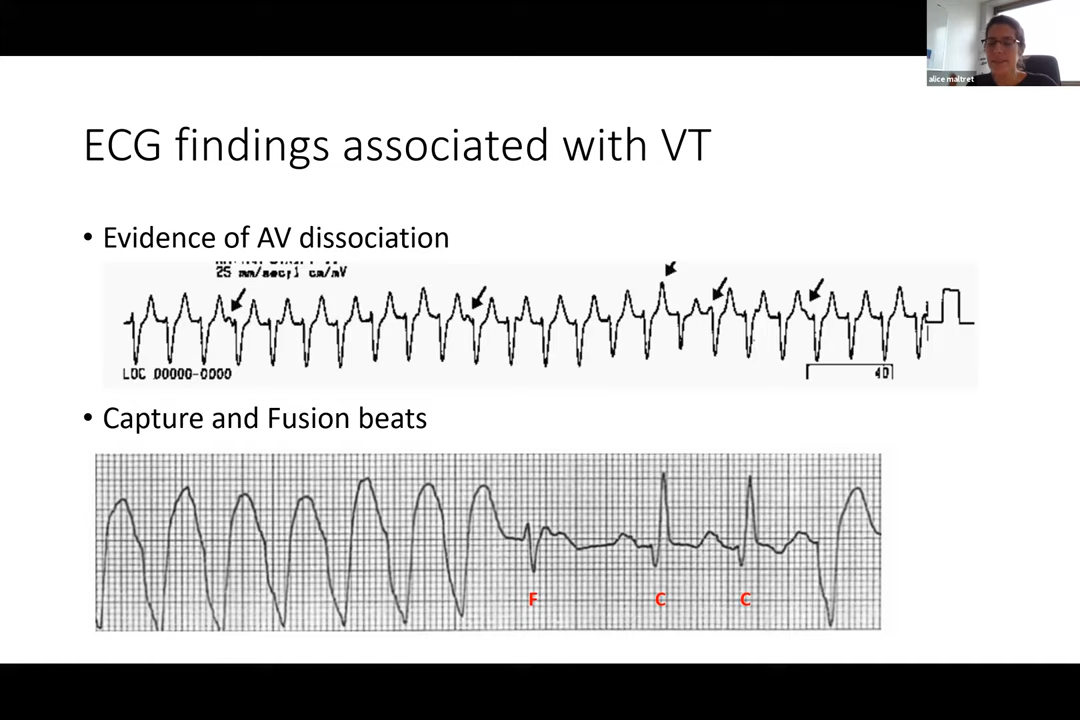 alice maltret
ECG findings associated with VT
• Evidence of AV dissociation
25 mm/sec;1 cm/mV
LOC 00000-0000
40
• Capture and Fusion beats
F
C
C